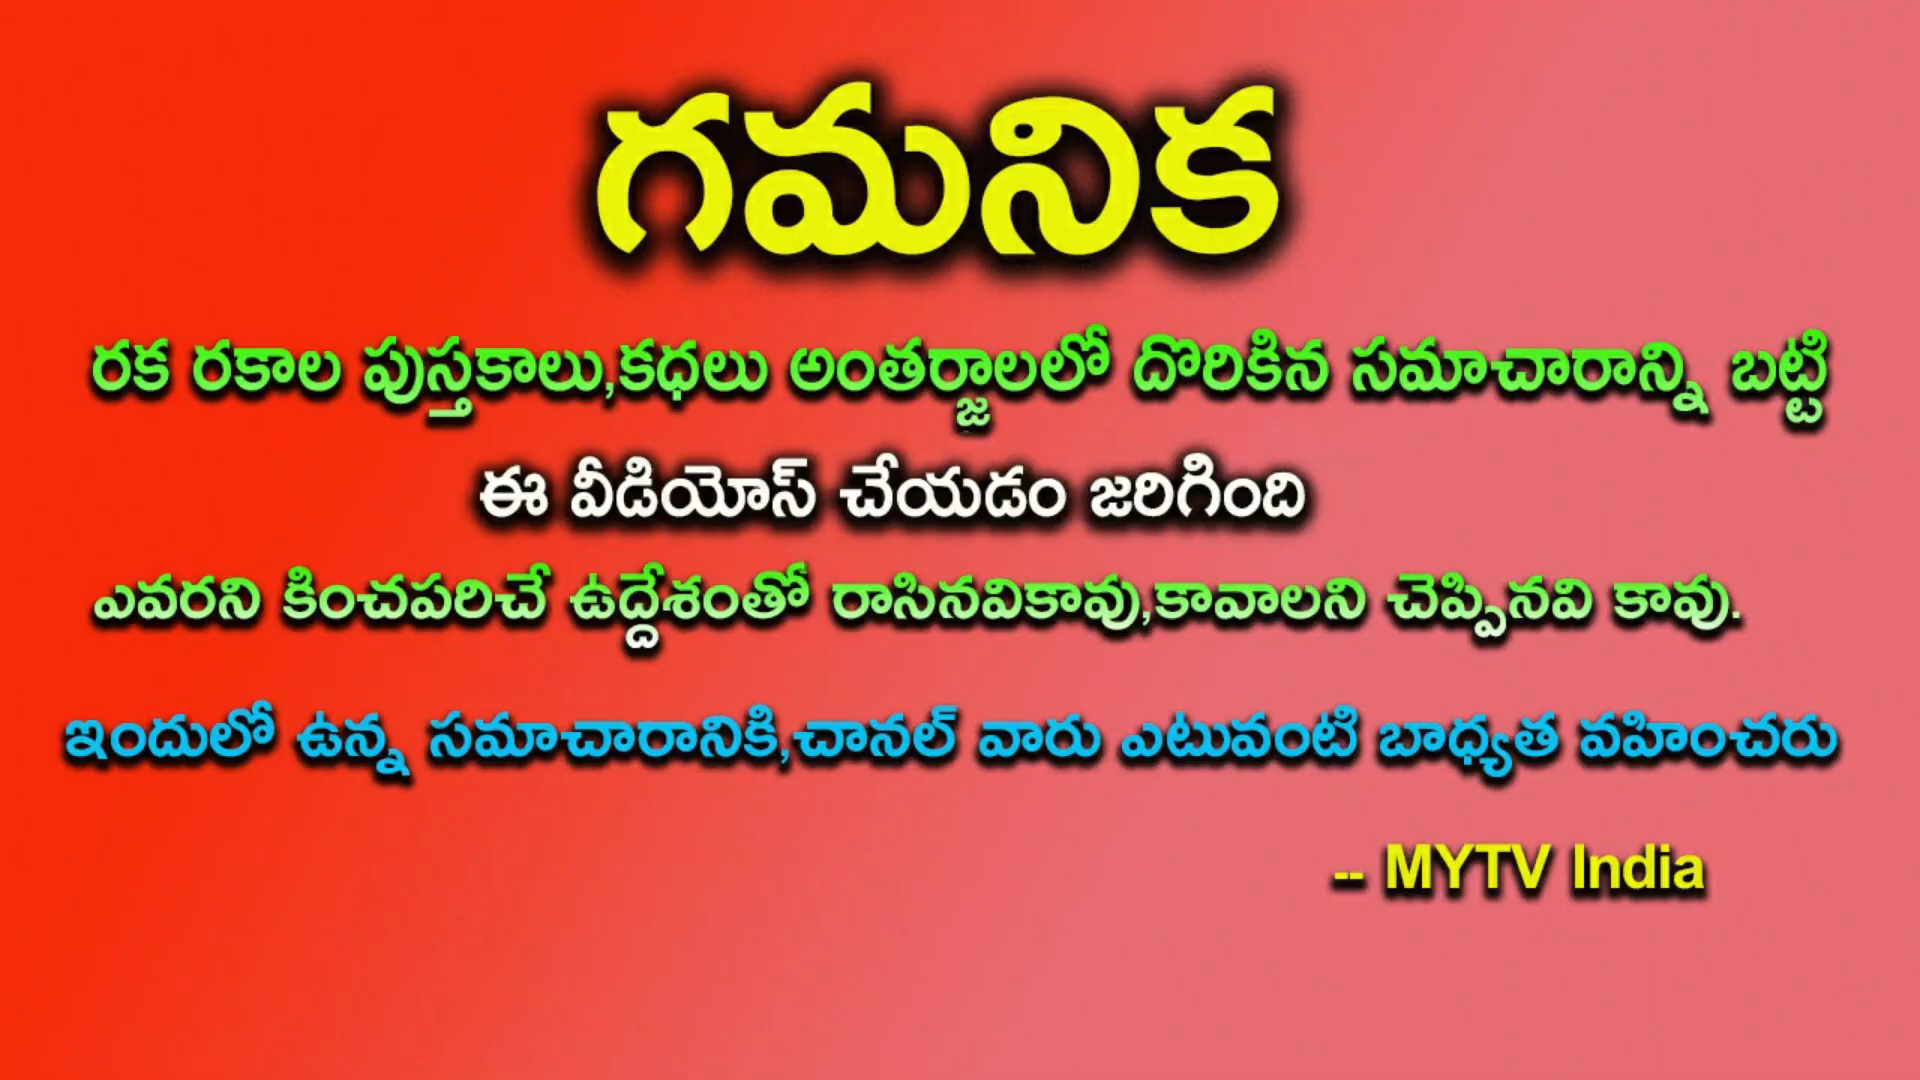 గమనిక
రక రకాల పుస్తకాలు,కధలు అంతర్జాలలో దొరికిన సమాచారాన్ని బట్టి
ఈ వీడియోస్ చేయడం జరిగింది
ఎవరని కించపరిచే ఉద్దేశంతో రాసినవికావు,కావాలని చెప్పినవి కావు.
ఇందులో ఉన్న సమాచారానికి,చానల్ వారు ఎటువంటి బాధ్యత వహించరు
-- MYTV India